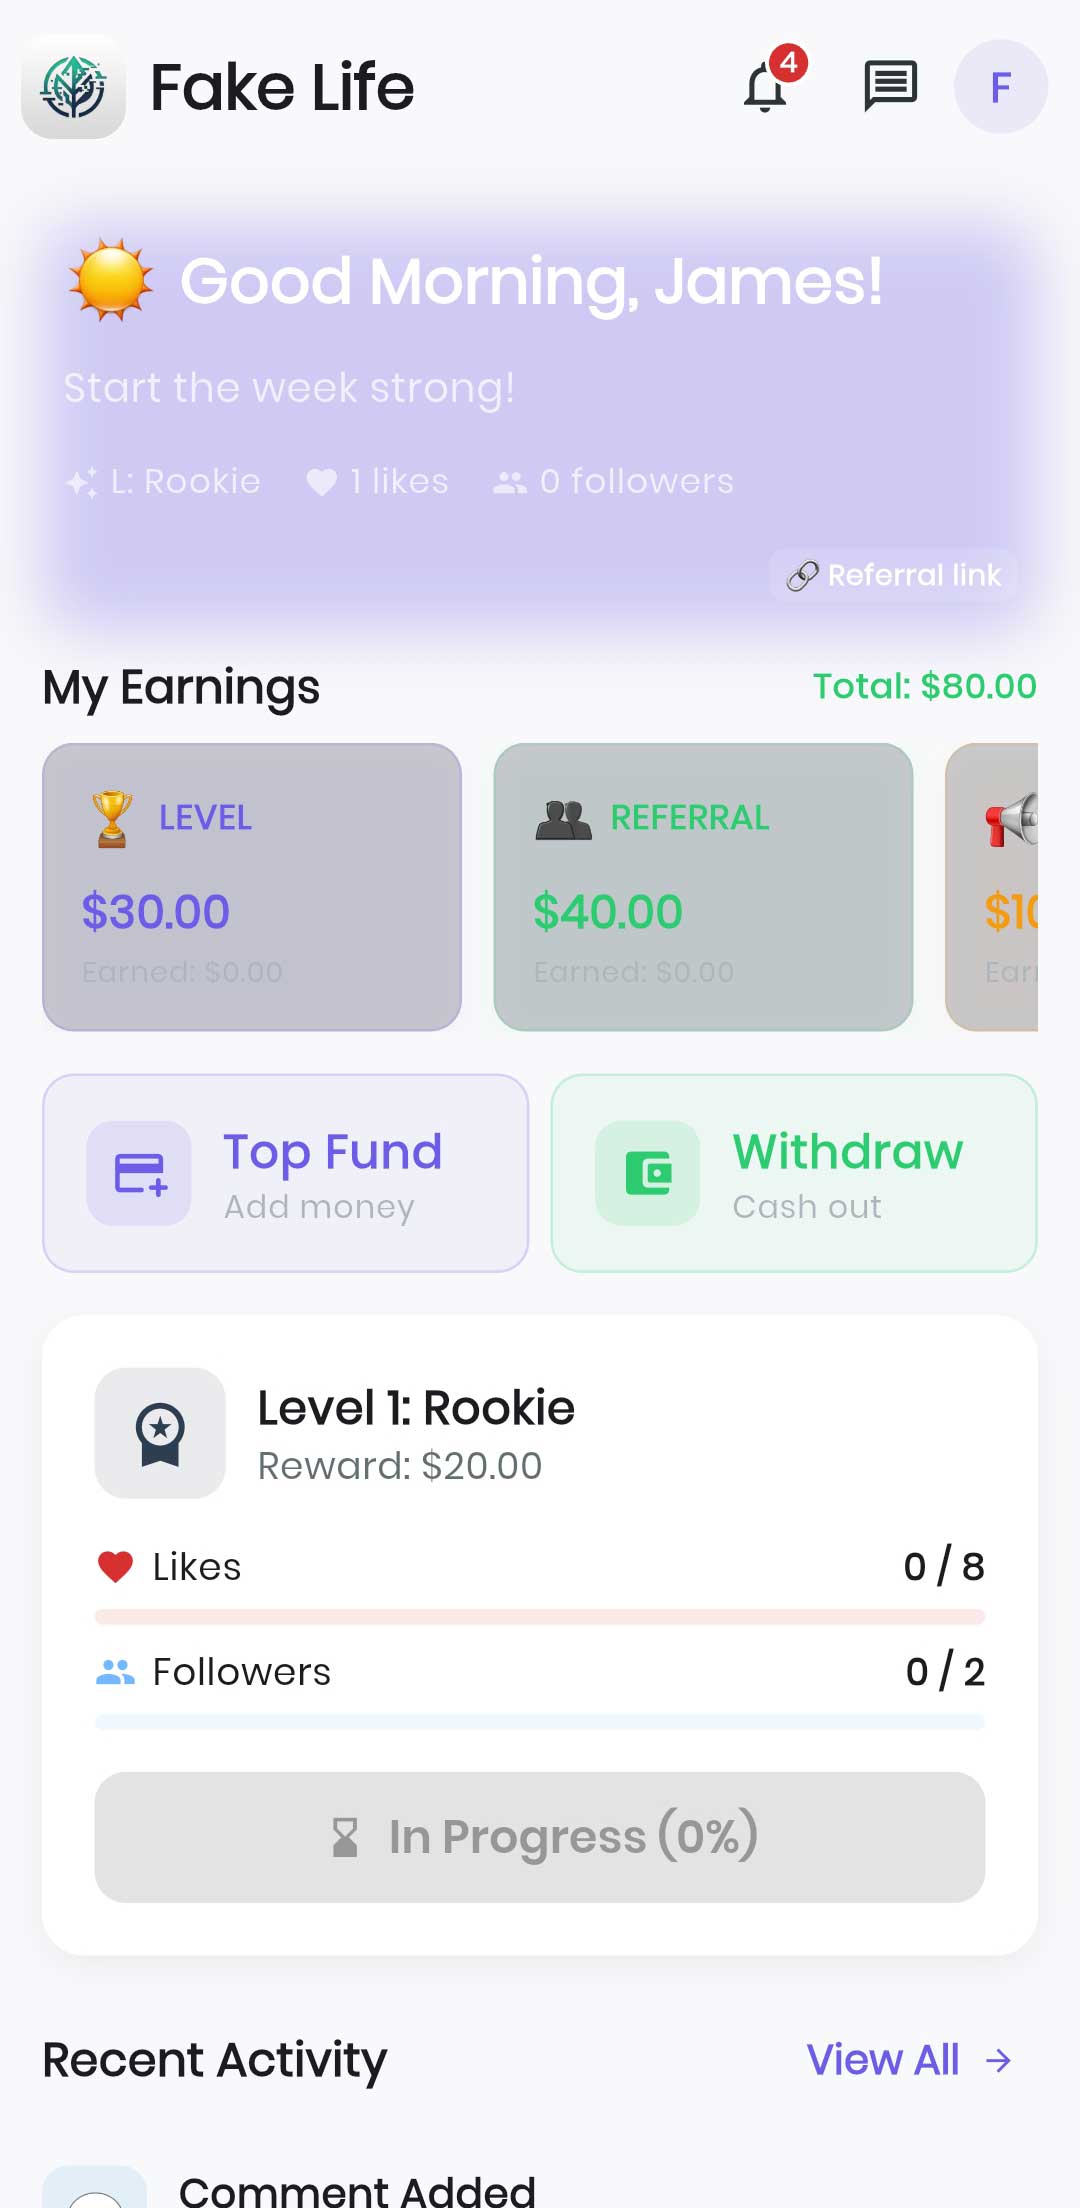 Fake Life
4
F
Good Morning, James!
Start the week strong!
L: Rookie 1 likes 0 followers
Referral link
My Earnings Total: $80.00
LEVEL
$30.00
Earned: $0.00
REFERRAL
$40.00
Earned: $0.00
Top Fund
Add money
Withdraw
Cash out
Level 1: Rookie
Reward: $20.00
Likes 0 / 8
Followers 0 / 2
In Progress (0%)
Recent Activity View All
Comment Added